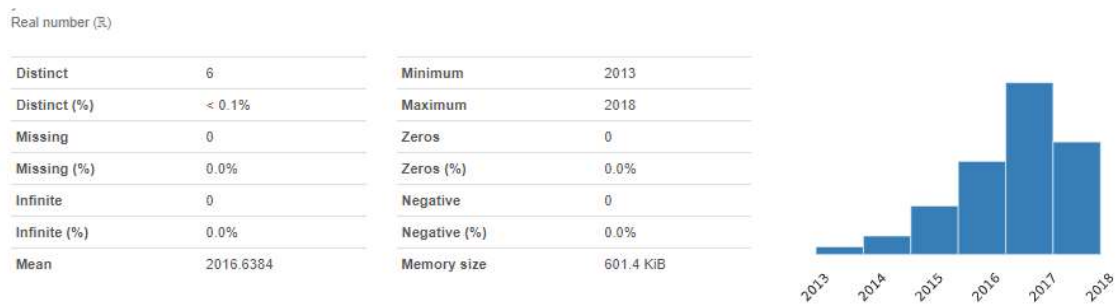 Real number (ℝ)
Distinct 6
Distinct (%) < 0.1%
Missing 0
Missing (%) 0.0%
Infinite 0
Infinite (%) 0.0%
Mean 2016.6384
Minimum 2013
Maximum 2018
Zeros 0
Zeros (%) 0.0%
Negative 0
Negative (%) 0.0%
Memory size 601.4 KiB
2013 2014 2015 2016 2017 2018